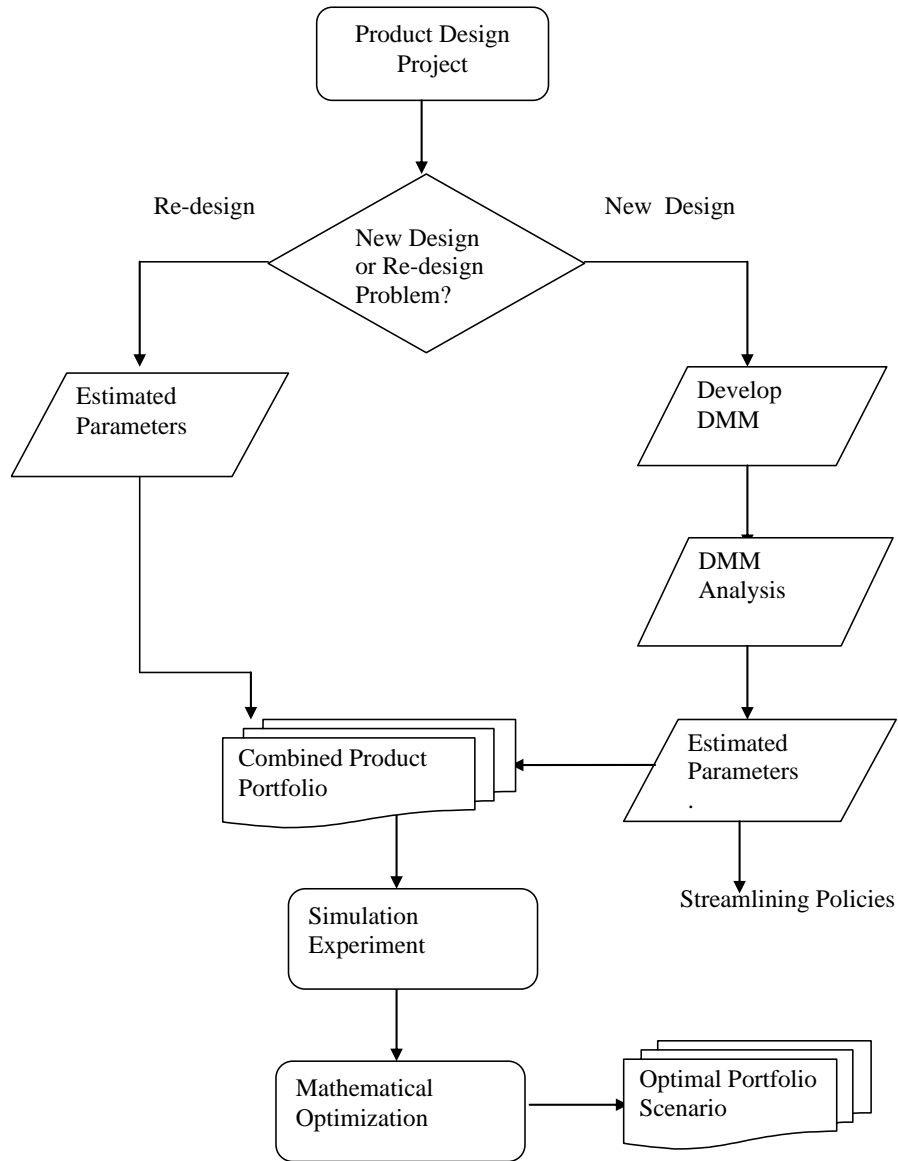 Product Design
Project
Re-design
New Design
New Design
or Re-design
Problem?
Estimated
Parameters
Develop
DMM
DMM
Analysis
Estimated
Parameters
.
Combined Product
Portfolio
Streamlining Policies
Simulation
Experiment
Mathematical
Optimization
Optimal Portfolio
Scenario